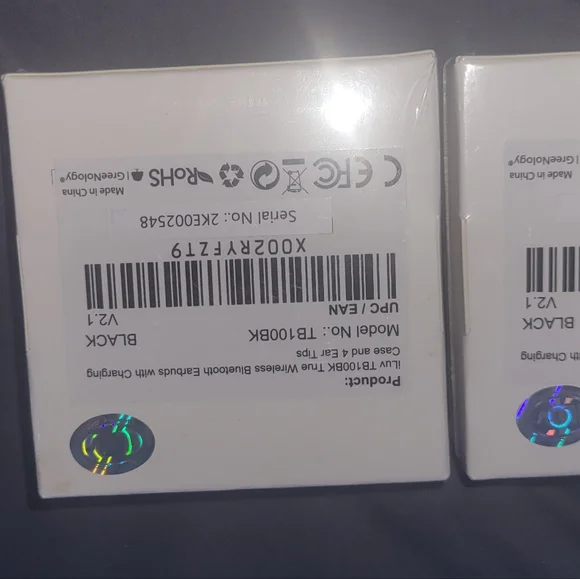 Product:
iLuv TB100BK True Wireless Bluetooth Earbuds with Charging
Case and 4 Ear Tips
Model No.: TB100BK BLACK
UPC / EAN V2.1
X002RYFZT9
Serial No.: 2KE002548
CE FC RoHS | GreeNology®
Made in China
with Charging
BLACK
V2.1
| GreeNology®
Made in China